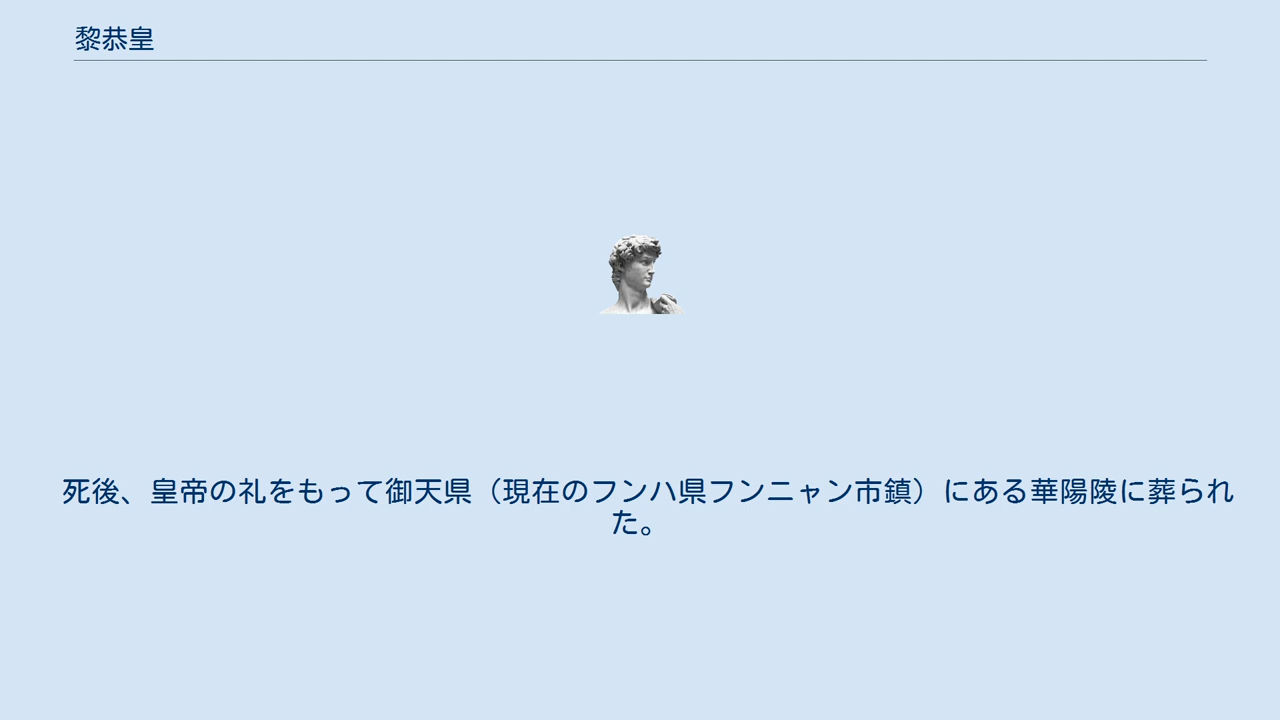 黎恭皇
死後、皇帝の礼をもって御天県（現在のフンハ県フンニャン市鎮）にある華陽陵に葬られ
た。